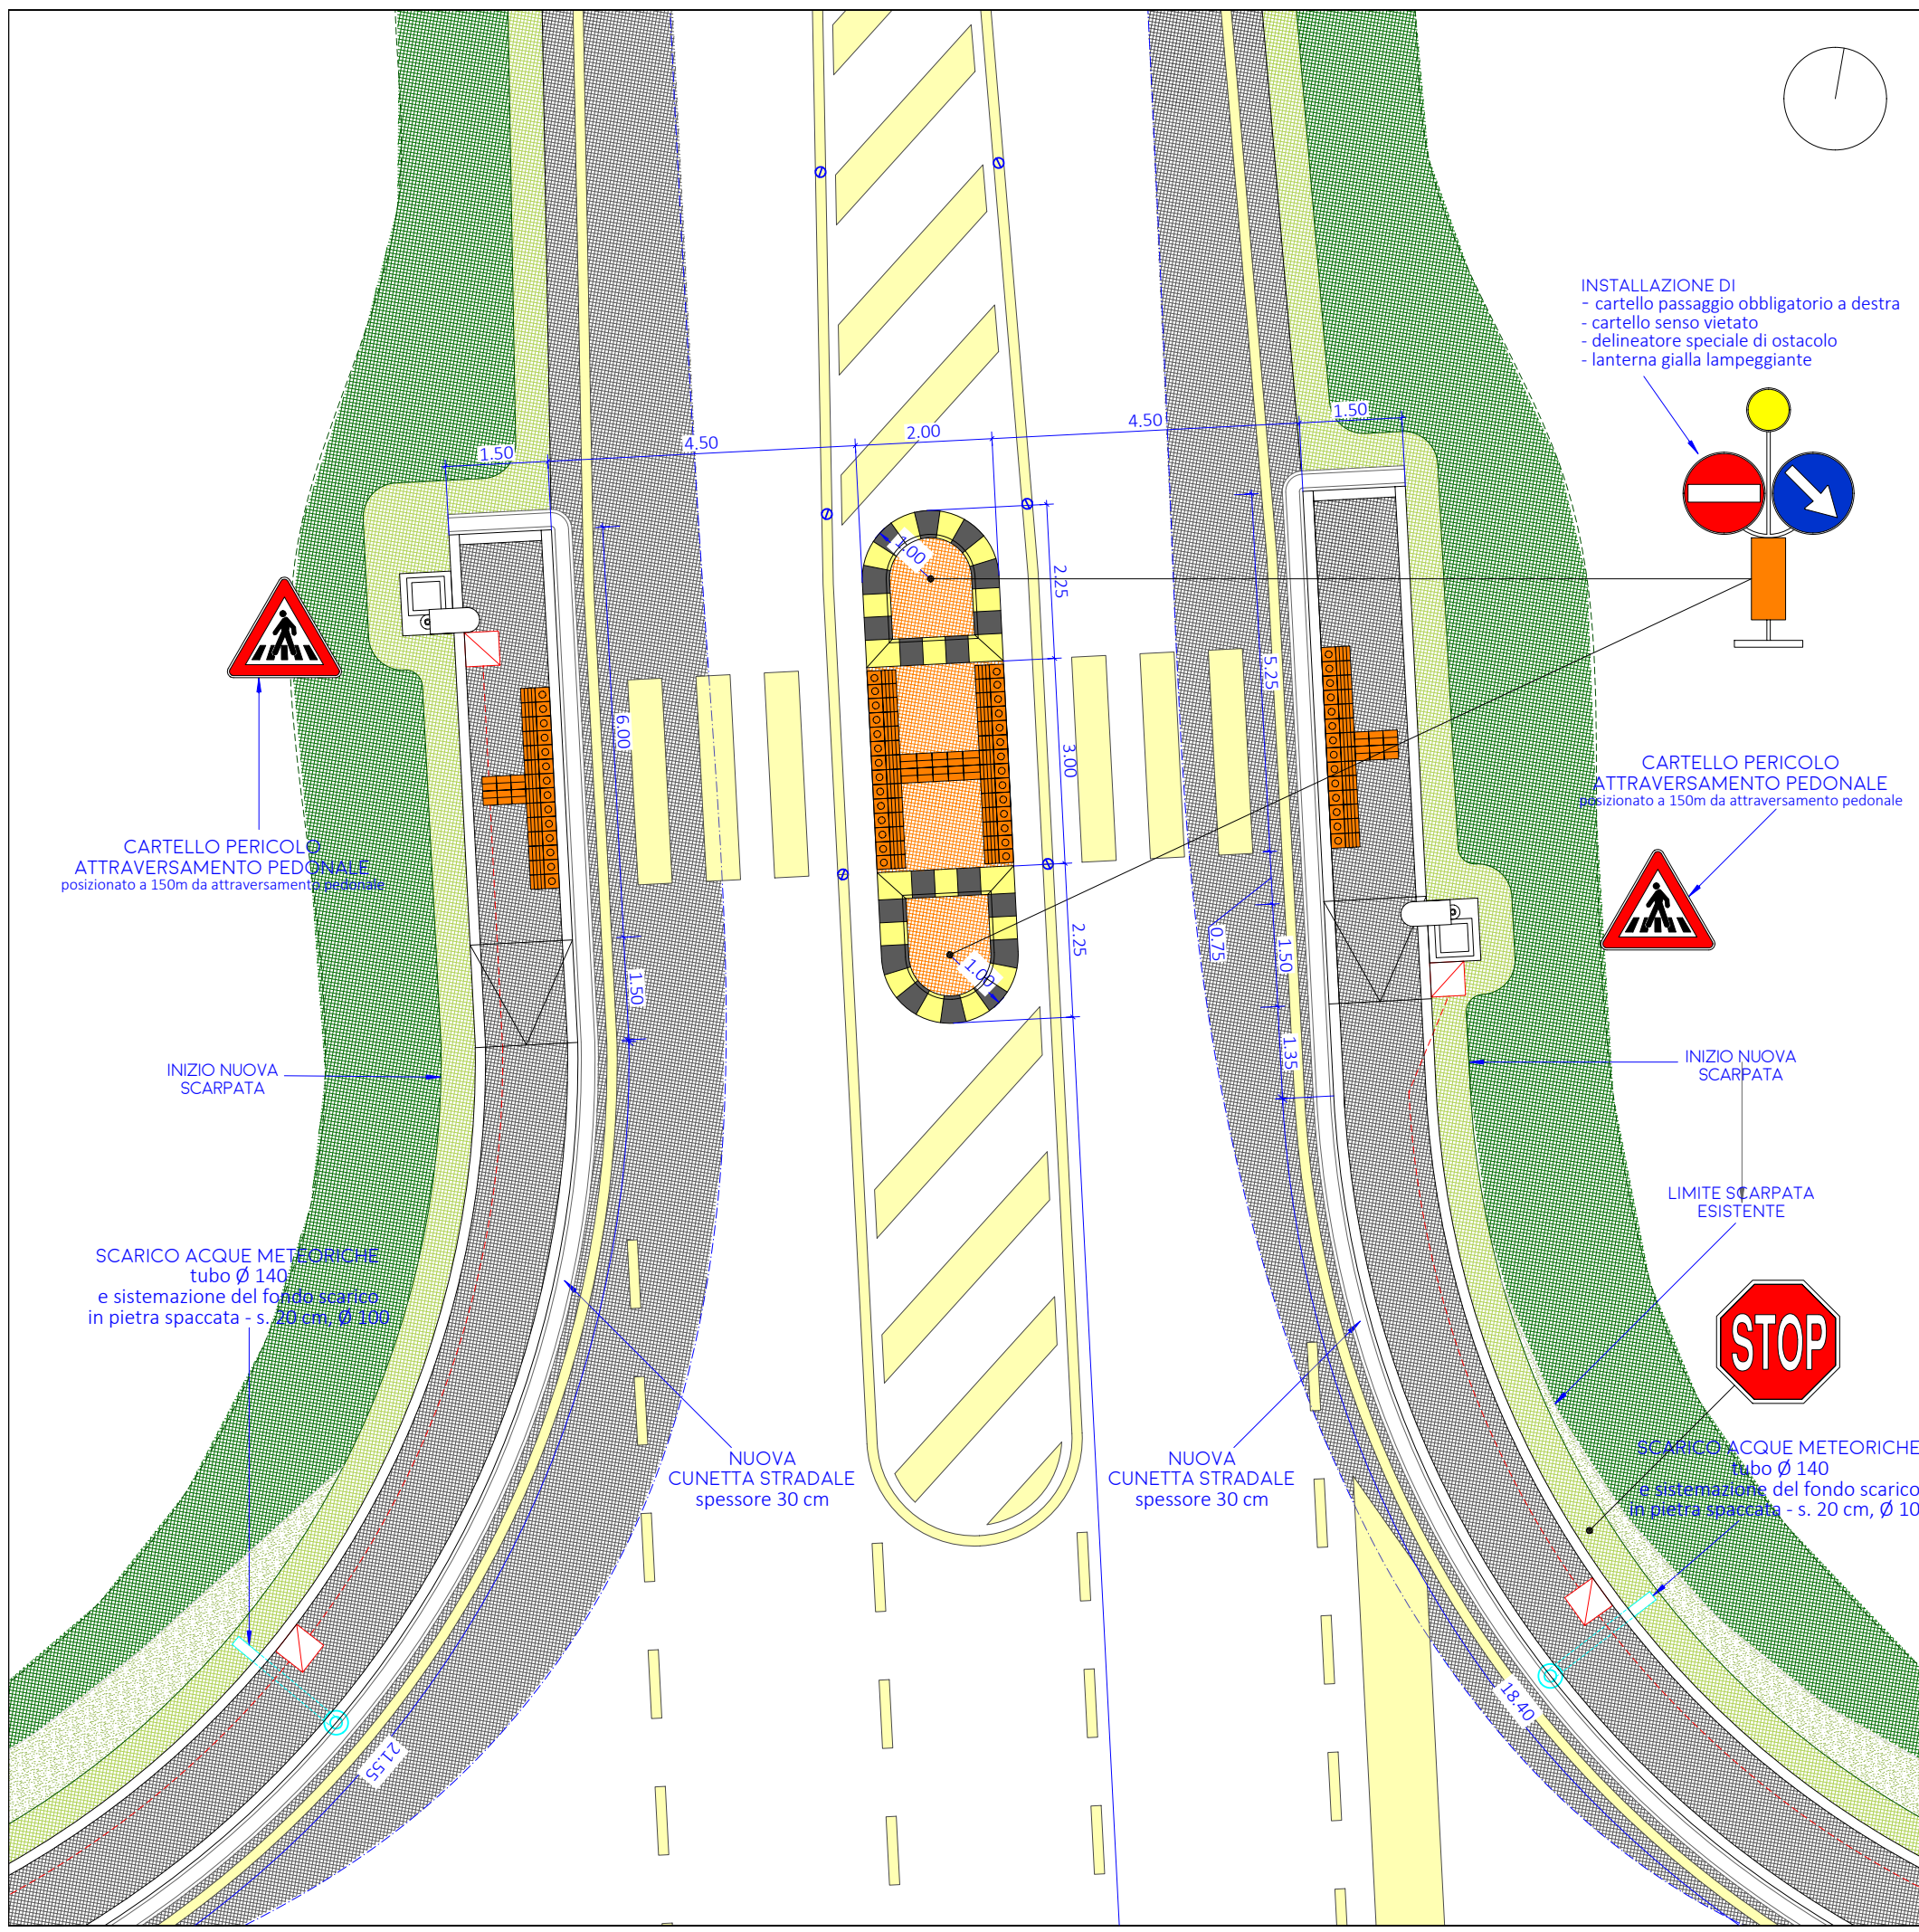 INSTALLAZIONE DI
- cartello passaggio obbligatorio a destra
- cartello senso vietato
- delineatore speciale di ostacolo
- lanterna gialla lampeggiante
1.50
4.50
2.00
4.50
1.50
1.00
2.25
5.25
6.00
3.00
CARTELLO PERICOLO
ATTRAVERSAMENTO PEDONALE
posizionato a 150m da attraversamento pedonale
CARTELLO PERICOLO
ATTRAVERSAMENTO PEDONALE
posizionato a 150m da attraversamento pedonale
2.25
0.75
1.50
1.00
1.50
1.35
INIZIO NUOVA
SCARPATA
INIZIO NUOVA
SCARPATA
LIMITE SCARPATA
ESISTENTE
SCARICO ACQUE METEORICHE
tubo Ø 140
e sistemazione del fondo scarico
in pietra spaccata - s. 20 cm, Ø 100
STOP
NUOVA
CUNETTA STRADALE
spessore 30 cm
NUOVA
CUNETTA STRADALE
spessore 30 cm
SCARICO ACQUE METEORICHE
tubo Ø 140
e sistemazione del fondo scarico
in pietra spaccata - s. 20 cm, Ø 10
18.40
21.55